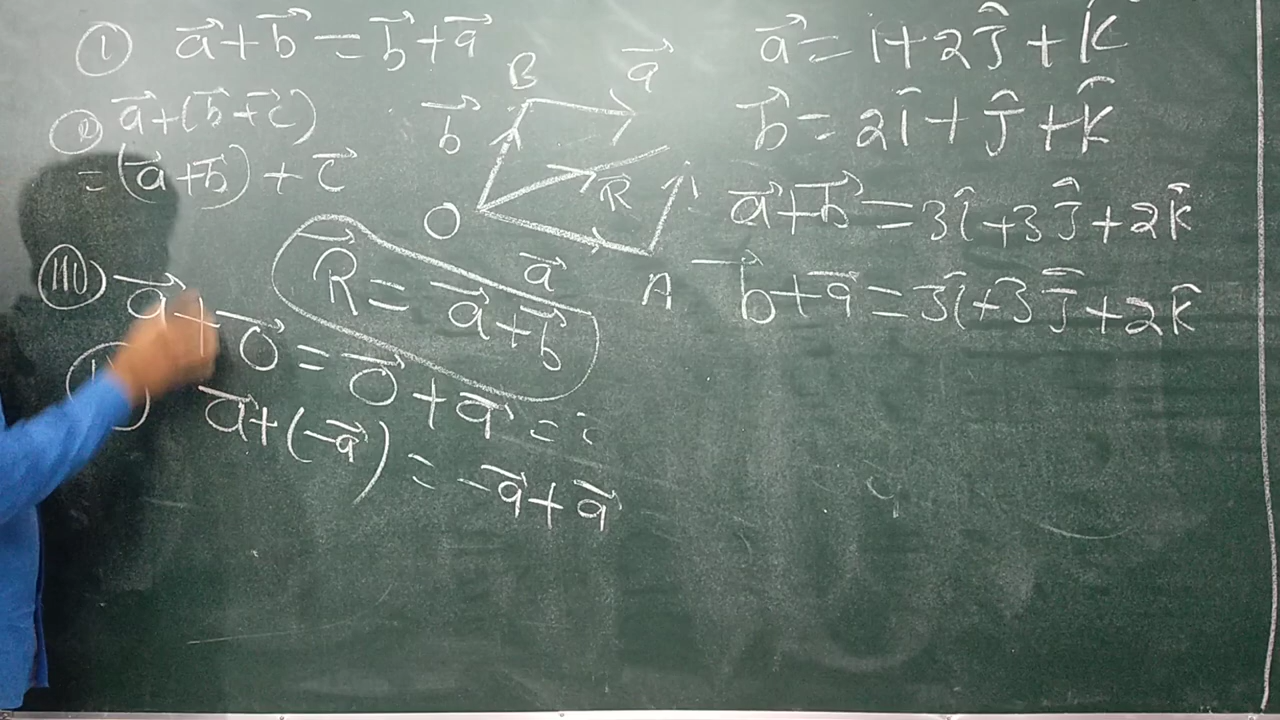 ① a⃗ + b⃗ = b⃗ + a⃗
② a⃗ + (b⃗ + c⃗)
= (a⃗ + b⃗) + c⃗
(III) a⃗ + 0⃗ = 0⃗ + a⃗ =
a⃗ + (-a⃗) = -a⃗ + a⃗
B
a⃗
b⃗
R⃗
O
a⃗
A
R⃗ = a⃗ + b⃗
a⃗ = i + 2ĵ + k̂
b⃗ = 2î + ĵ + k̂
a⃗ + b⃗ = 3î + 3ĵ + 2k̂
b⃗ + a⃗ = 3î + 3ĵ + 2k̂